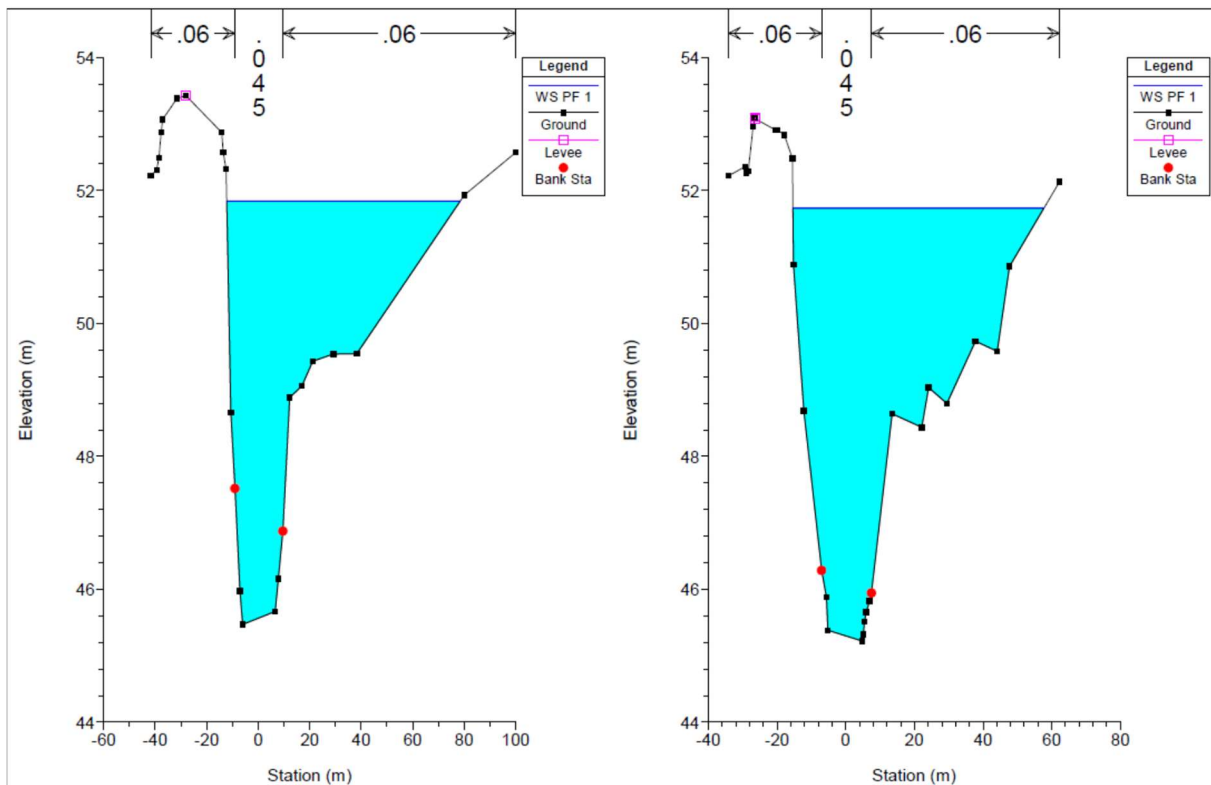 .06
.
0
4
5
.06
54
52
50
48
46
44
Elevation (m)
-60
-40
-20
0
20
40
60
80
100
Station (m)
Legend
WS PF 1
Ground
Levee
Bank Sta
.06
.
0
4
5
.06
54
52
50
48
46
44
Elevation (m)
-40
-20
0
20
40
60
80
Station (m)
Legend
WS PF 1
Ground
Levee
Bank Sta